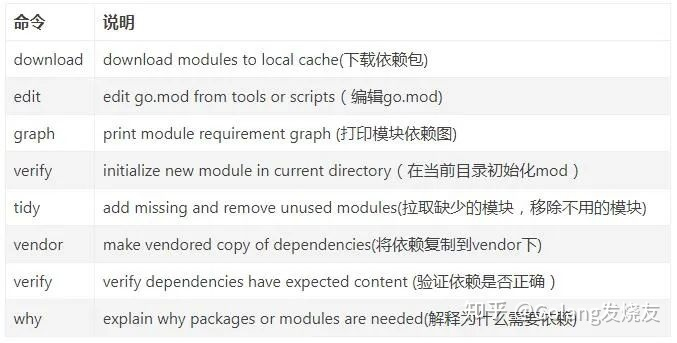 命令 说明
download download modules to local cache(下载依赖包)
edit edit go.mod from tools or scripts ( 编辑go.mod)
graph print module requirement graph (打印模块依赖图)
verify initialize new module in current directory ( 在当前目录初始化mod )
tidy add missing and remove unused modules(拉取缺少的模块，移除不用的模块)
vendor make vendored copy of dependencies(将依赖复制到vendor下)
verify verify dependencies have expected content (验证依赖是否正确 )
why explain why packages or modules are needed(解释为什么需要依赖)
知乎 @Golang发烧友